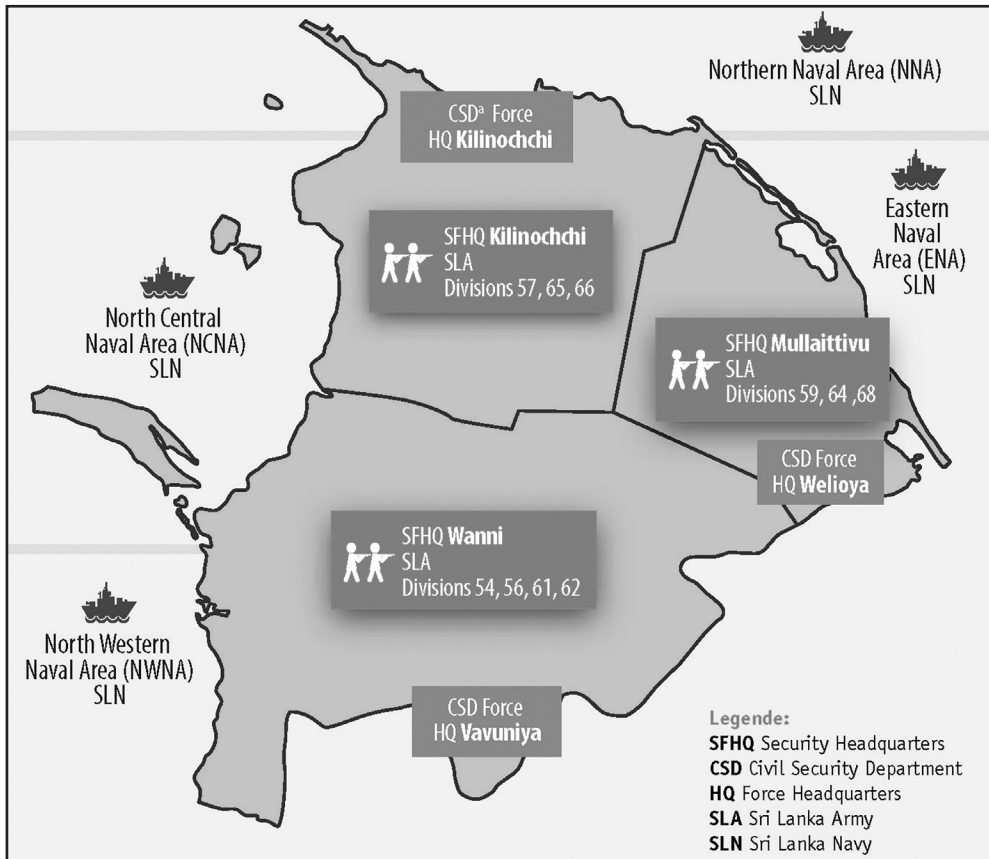 Northern Naval Area (NNA)
SLN
CSDᵃ Force
HQ Kilinochchi
Eastern
Naval
Area (ENA)
SLN
SFHQ Kilinochchi
SLA
Divisions 57, 65, 66
North Central
Naval Area (NCNA)
SLN
SFHQ Mullaittivu
SLA
Divisions 59, 64 ,68
CSD Force
HQ Welioya
SFHQ Wanni
SLA
Divisions 54, 56, 61, 62
North Western
Naval Area (NWNA)
SLN
CSD Force
HQ Vavuniya
Legende:
SFHQ Security Headquarters
CSD Civil Security Department
HQ Force Headquarters
SLA Sri Lanka Army
SLN Sri Lanka Navy